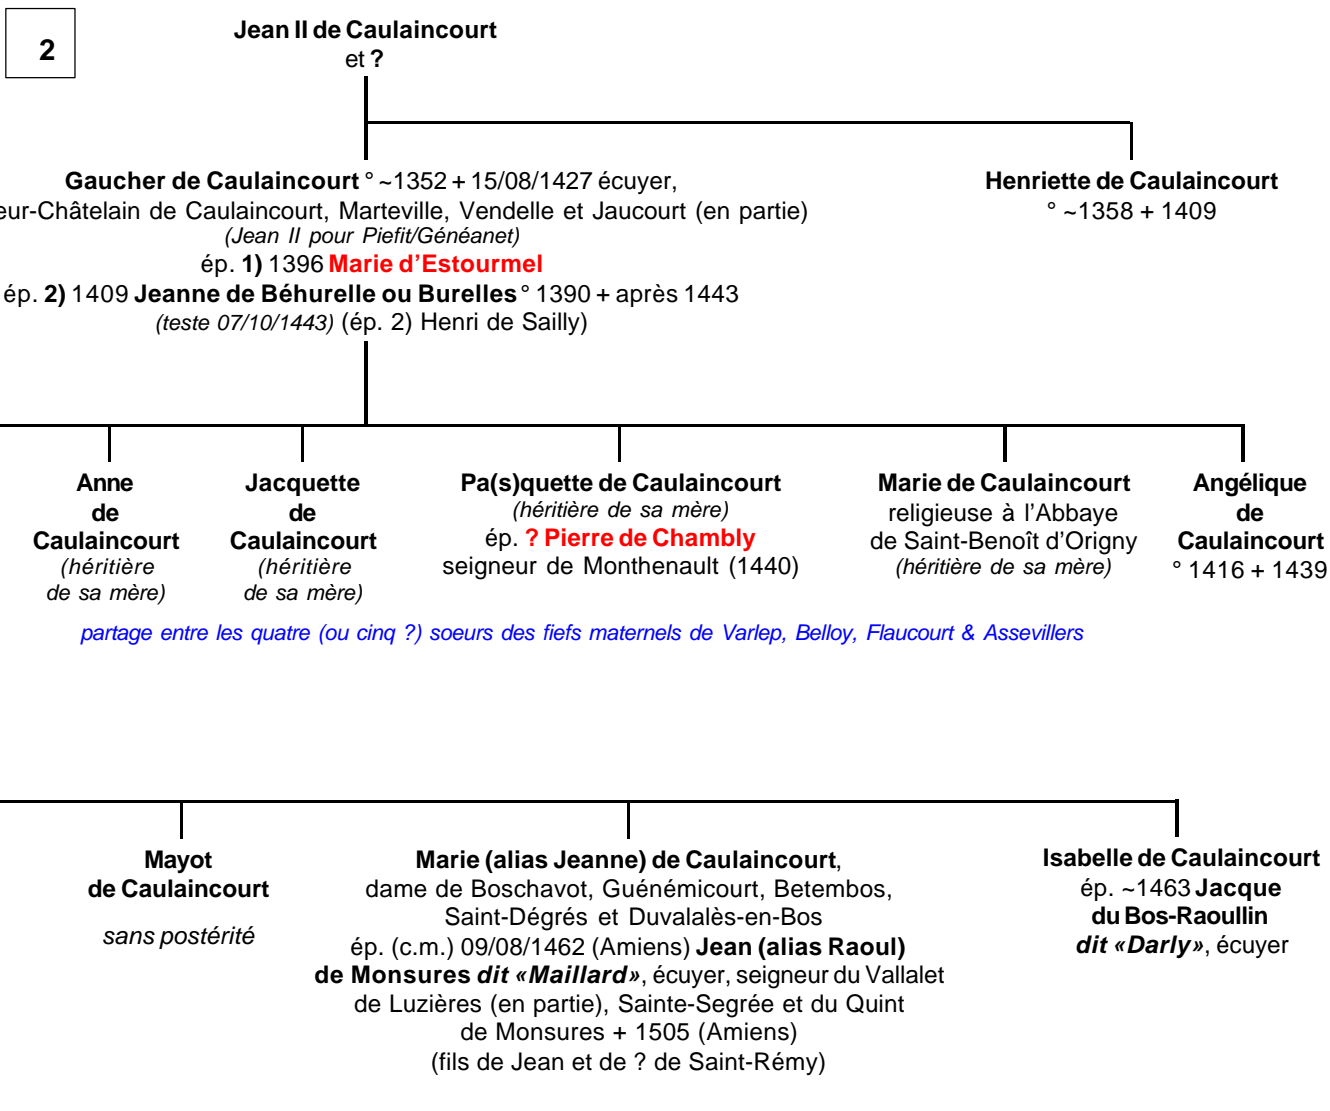 2
Jean II de Caulaincourt
et ?
Gaucher de Caulaincourt ° ~1352 + 15/08/1427 écuyer,
eur-Châtelain de Caulaincourt, Marteville, Vendelle et Jaucourt (en partie)
(Jean II pour Piefit/Généanet)
ép. 1) 1396 Marie d’Estourmel
ép. 2) 1409 Jeanne de Béhurelle ou Burelles ° 1390 + après 1443
(teste 07/10/1443) (ép. 2) Henri de Sailly)
Henriette de Caulaincourt
° ~1358 + 1409
Anne
de
Caulaincourt
(héritière
de sa mère)
Jacquette
de
Caulaincourt
(héritière
de sa mère)
Pa(s)quette de Caulaincourt
(héritière de sa mère)
ép. ? Pierre de Chambly
seigneur de Monthenault (1440)
Marie de Caulaincourt
religieuse à l’Abbaye
de Saint-Benoît d’Origny
(héritière de sa mère)
Angélique
de
Caulaincourt
° 1416 + 1439
partage entre les quatre (ou cinq ?) soeurs des fiefs maternels de Varlep, Belloy, Flaucourt & Assevillers
Mayot
de Caulaincourt
sans postérité
Marie (alias Jeanne) de Caulaincourt,
dame de Boschavot, Guénémicourt, Betembos,
Saint-Dégrés et Duvalalès-en-Bos
ép. (c.m.) 09/08/1462 (Amiens) Jean (alias Raoul)
de Monsures dit «Maillard», écuyer, seigneur du Vallalet
de Luzières (en partie), Sainte-Segrée et du Quint
de Monsures + 1505 (Amiens)
(fils de Jean et de ? de Saint-Rémy)
Isabelle de Caulaincourt
ép. ~1463 Jacque
du Bos-Raoullin
dit «Darly», écuyer